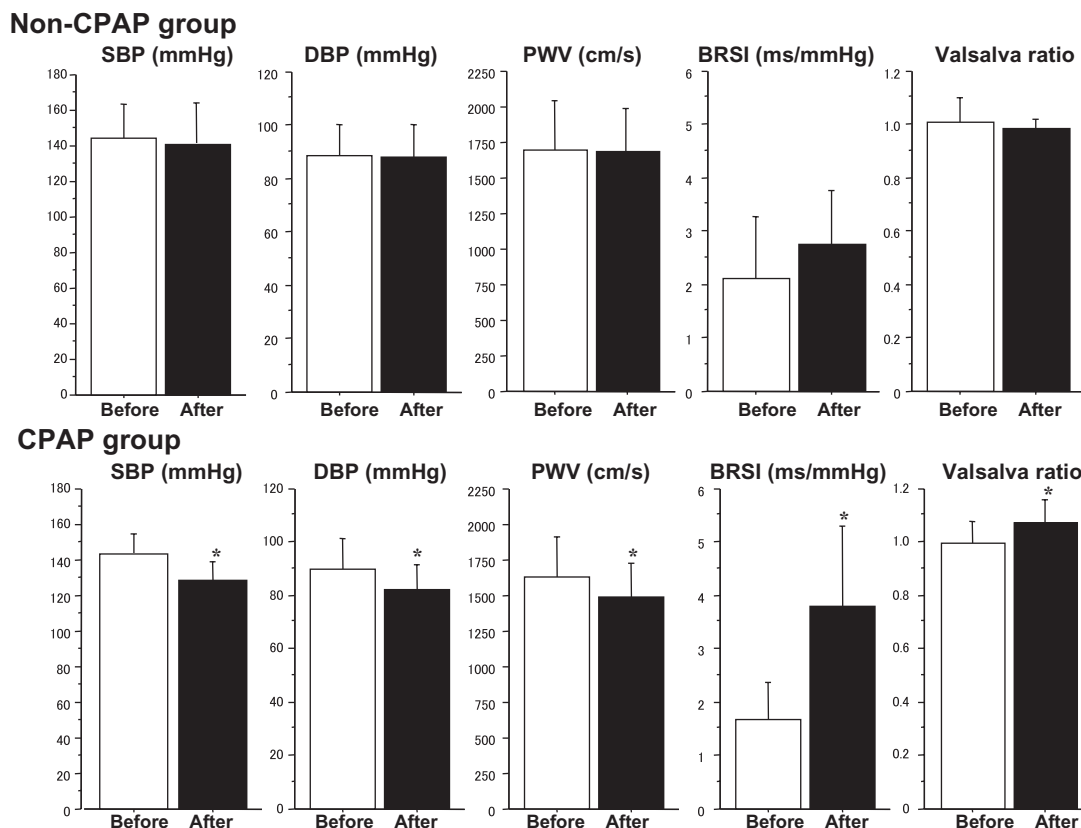 Non-CPAP group
SBP (mmHg) DBP (mmHg) PWV (cm/s) BRSI (ms/mmHg) Valsalva ratio
180 120 2250 6 1.2
160 100 2000 5 1.0
140 80 1750 4 0.8
120 60 1500 3 0.6
100 40 1250 2 0.4
80 20 1000 1 0.2
60 0 750 0 0
40 500
20 250
0 0
Before After Before After Before After Before After Before After
CPAP group
SBP (mmHg) DBP (mmHg) PWV (cm/s) BRSI (ms/mmHg) Valsalva ratio
180 120 2250 6 1.2
160 100 2000 5 1.0
140 80 1750 4 0.8
120 60 1500 3 0.6
100 40 1250 2 0.4
80 20 1000 1 0.2
60 0 750 0 0
40 500
20 250
0 0
* * * * *
Before After Before After Before After Before After Before After